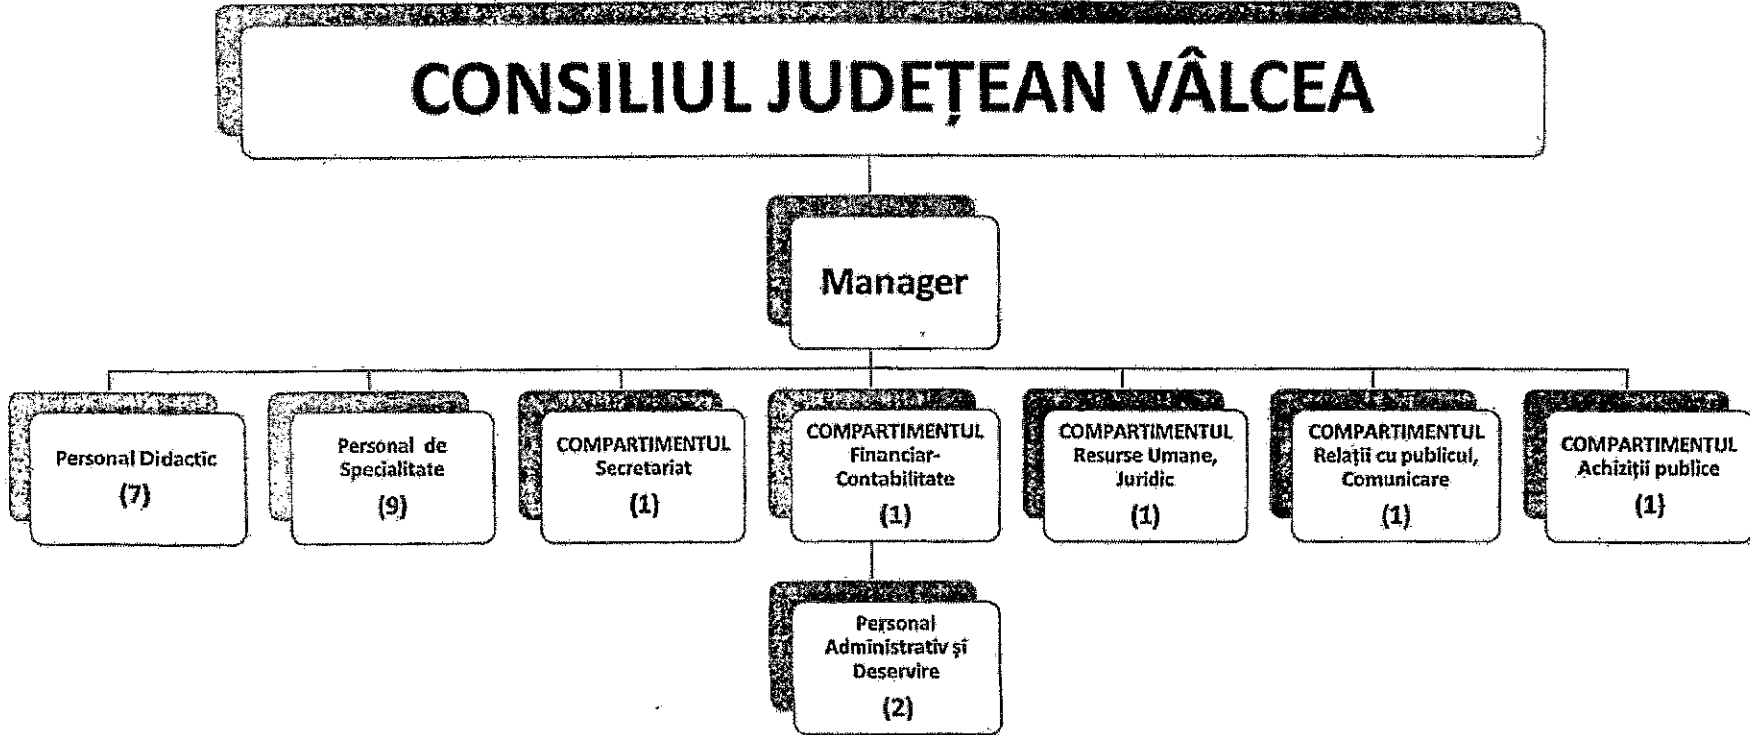 CONSILIUL JUDEȚEAN VÂLCEA
Manager
Personal Didactic
(7)
Personal de
Specialitate
(9)
COMPARTIMENTUL
Secretariat
(1)
COMPARTIMENTUL
Financiar-
Contabilitate
(1)
COMPARTIMENTUL
Resurse Umane,
Juridic
(1)
COMPARTIMENTUL
Relații cu publicul,
Comunicare
(1)
COMPARTIMENTUL
Achiziții publice
(1)
Personal
Administrativ și
Deservire
(2)